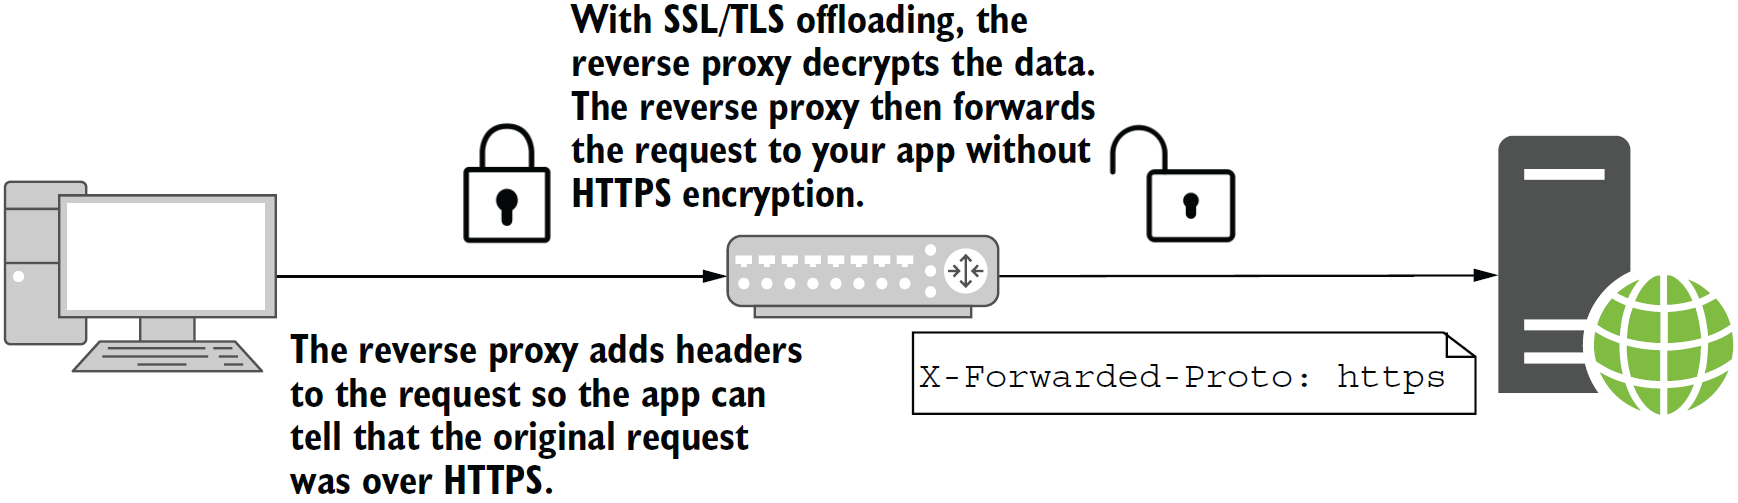 With SSL/TLS offloading, the
reverse proxy decrypts the data.
The reverse proxy then forwards
the request to your app without
HTTPS encryption.
The reverse proxy adds headers
to the request so the app can
tell that the original request
was over HTTPS.
X-Forwarded-Proto: https